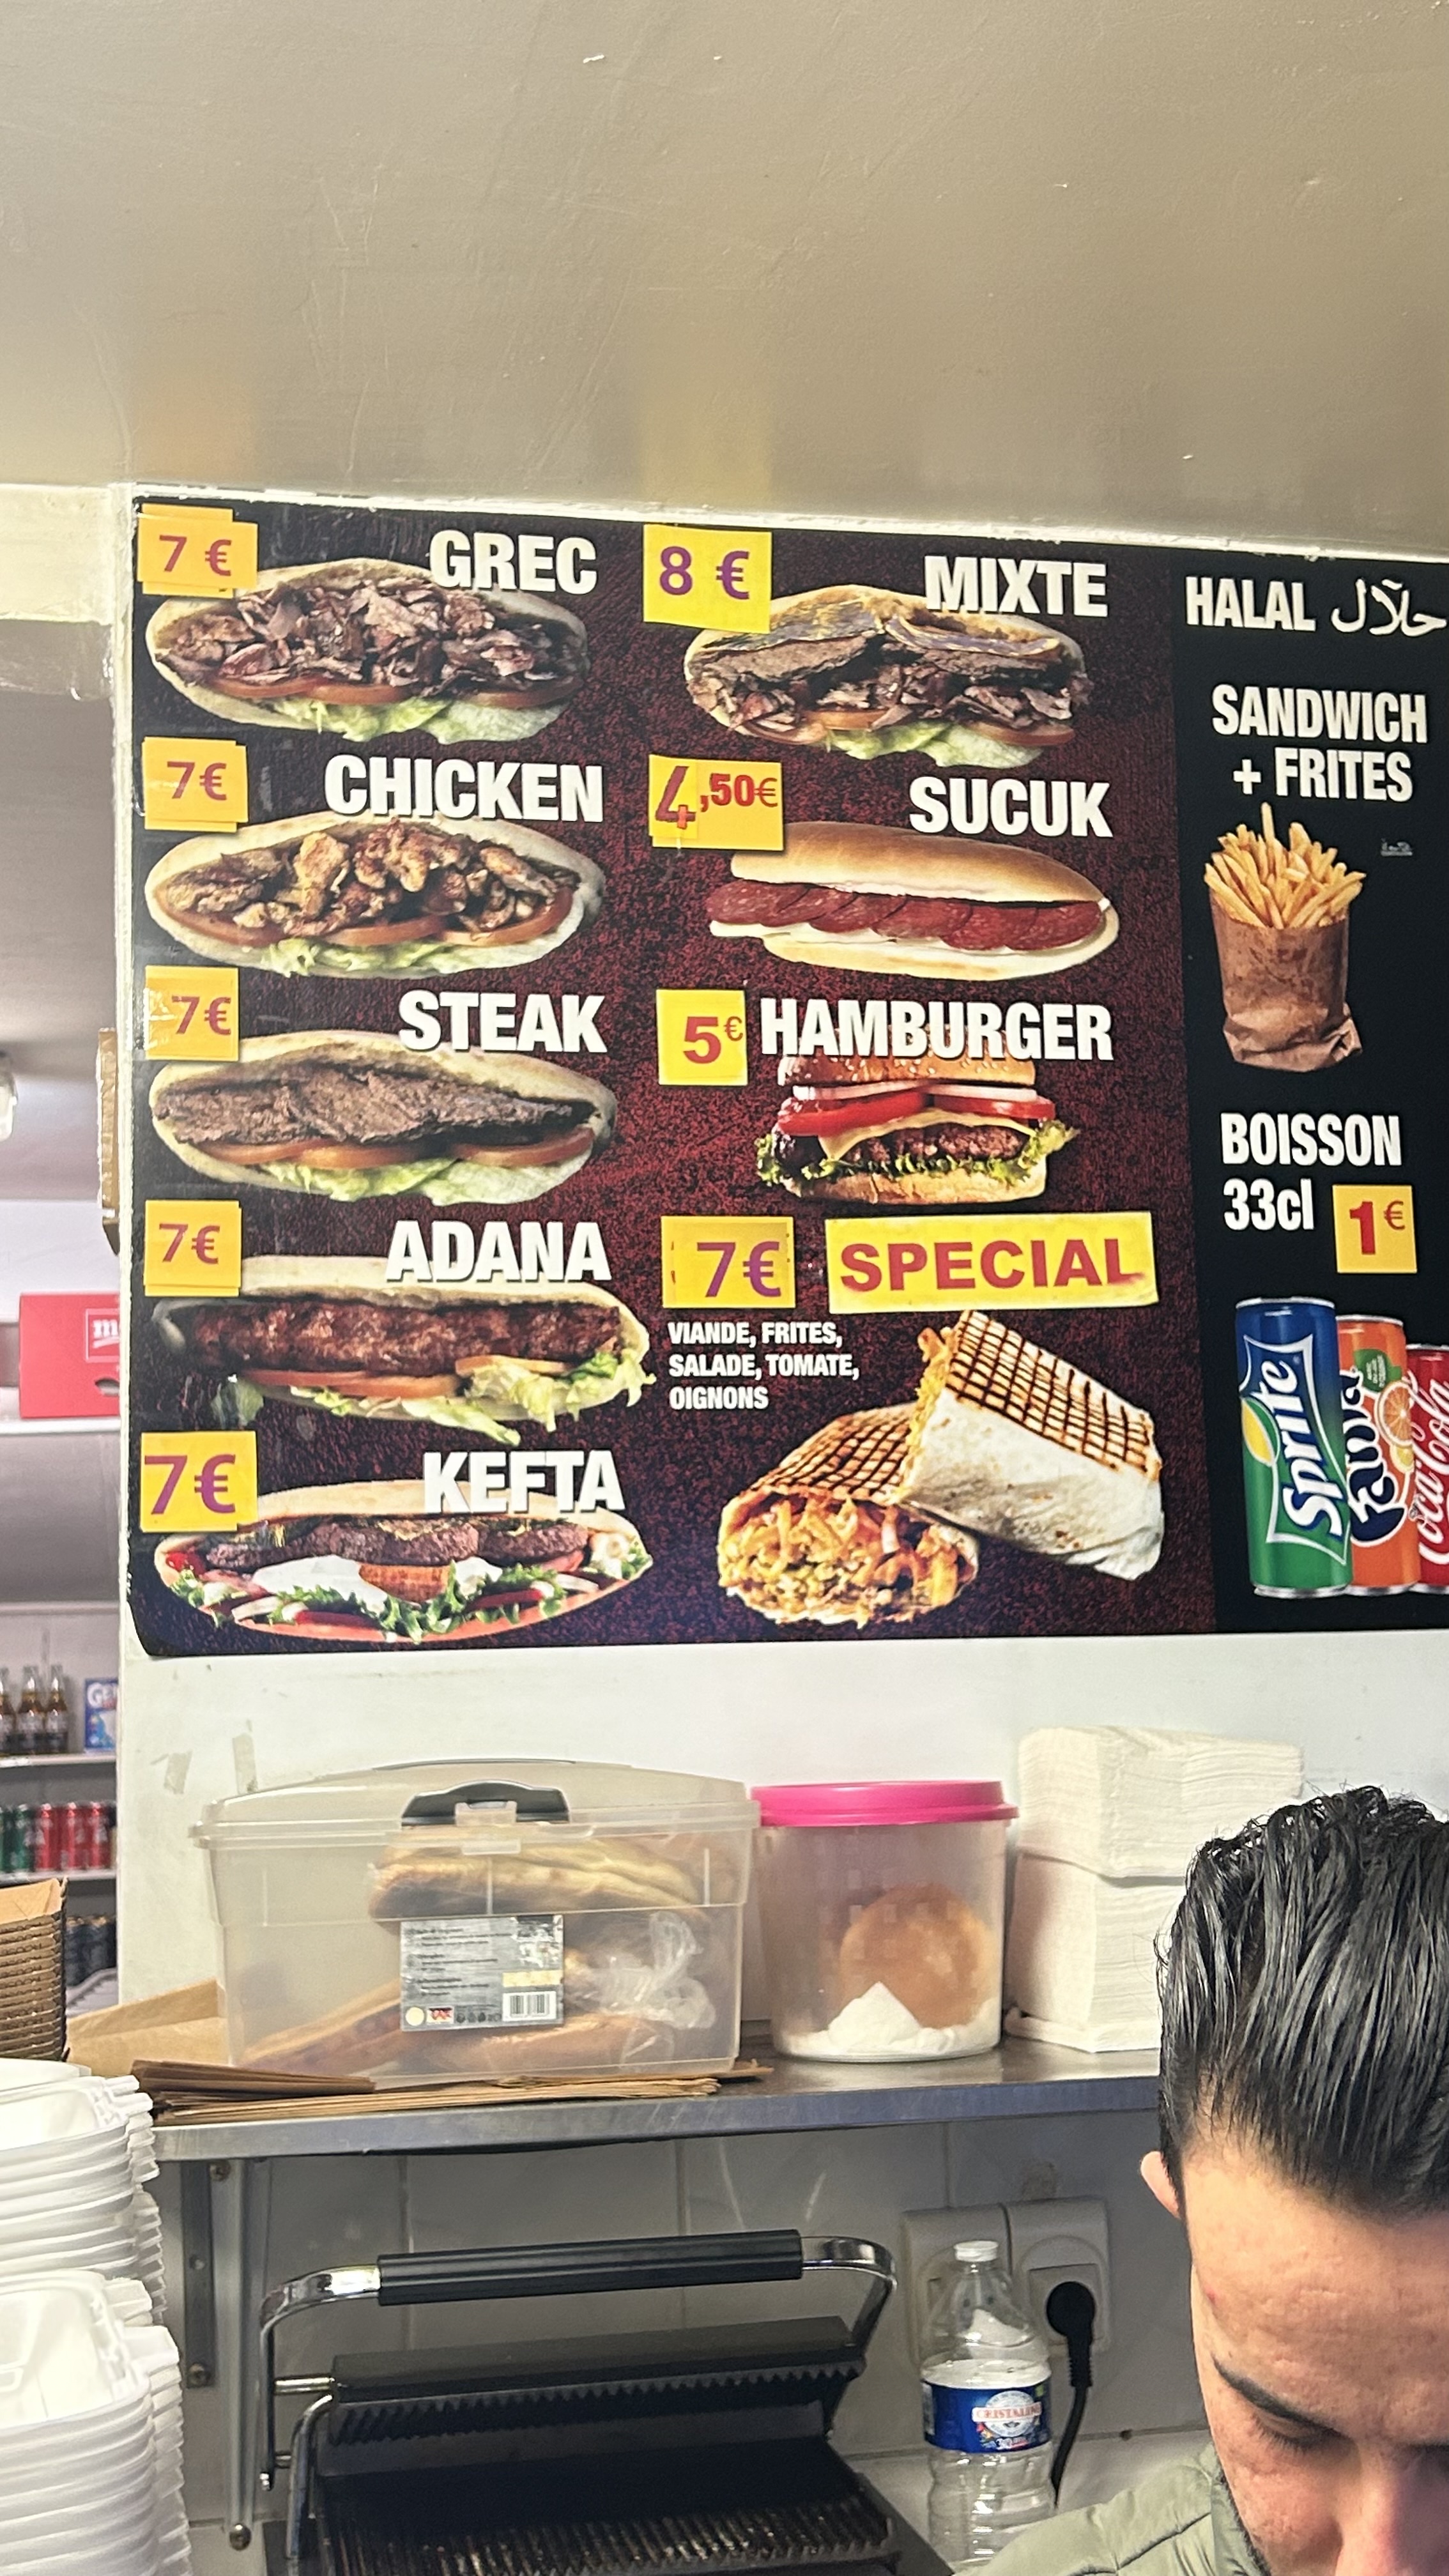 7 €
GREC
7€
CHICKEN
7€
STEAK
7€
ADANA
7€
KEFTA
8 €
MIXTE
4,50€
SUCUK
5€
HAMBURGER
7€
SPECIAL
VIANDE, FRITES,
SALADE, TOMATE,
OIGNONS
HALAL حلال
SANDWICH
+ FRITES
BOISSON
33cl
1€
Sprite
Fanta
Coca-Cola
CRISTALINE